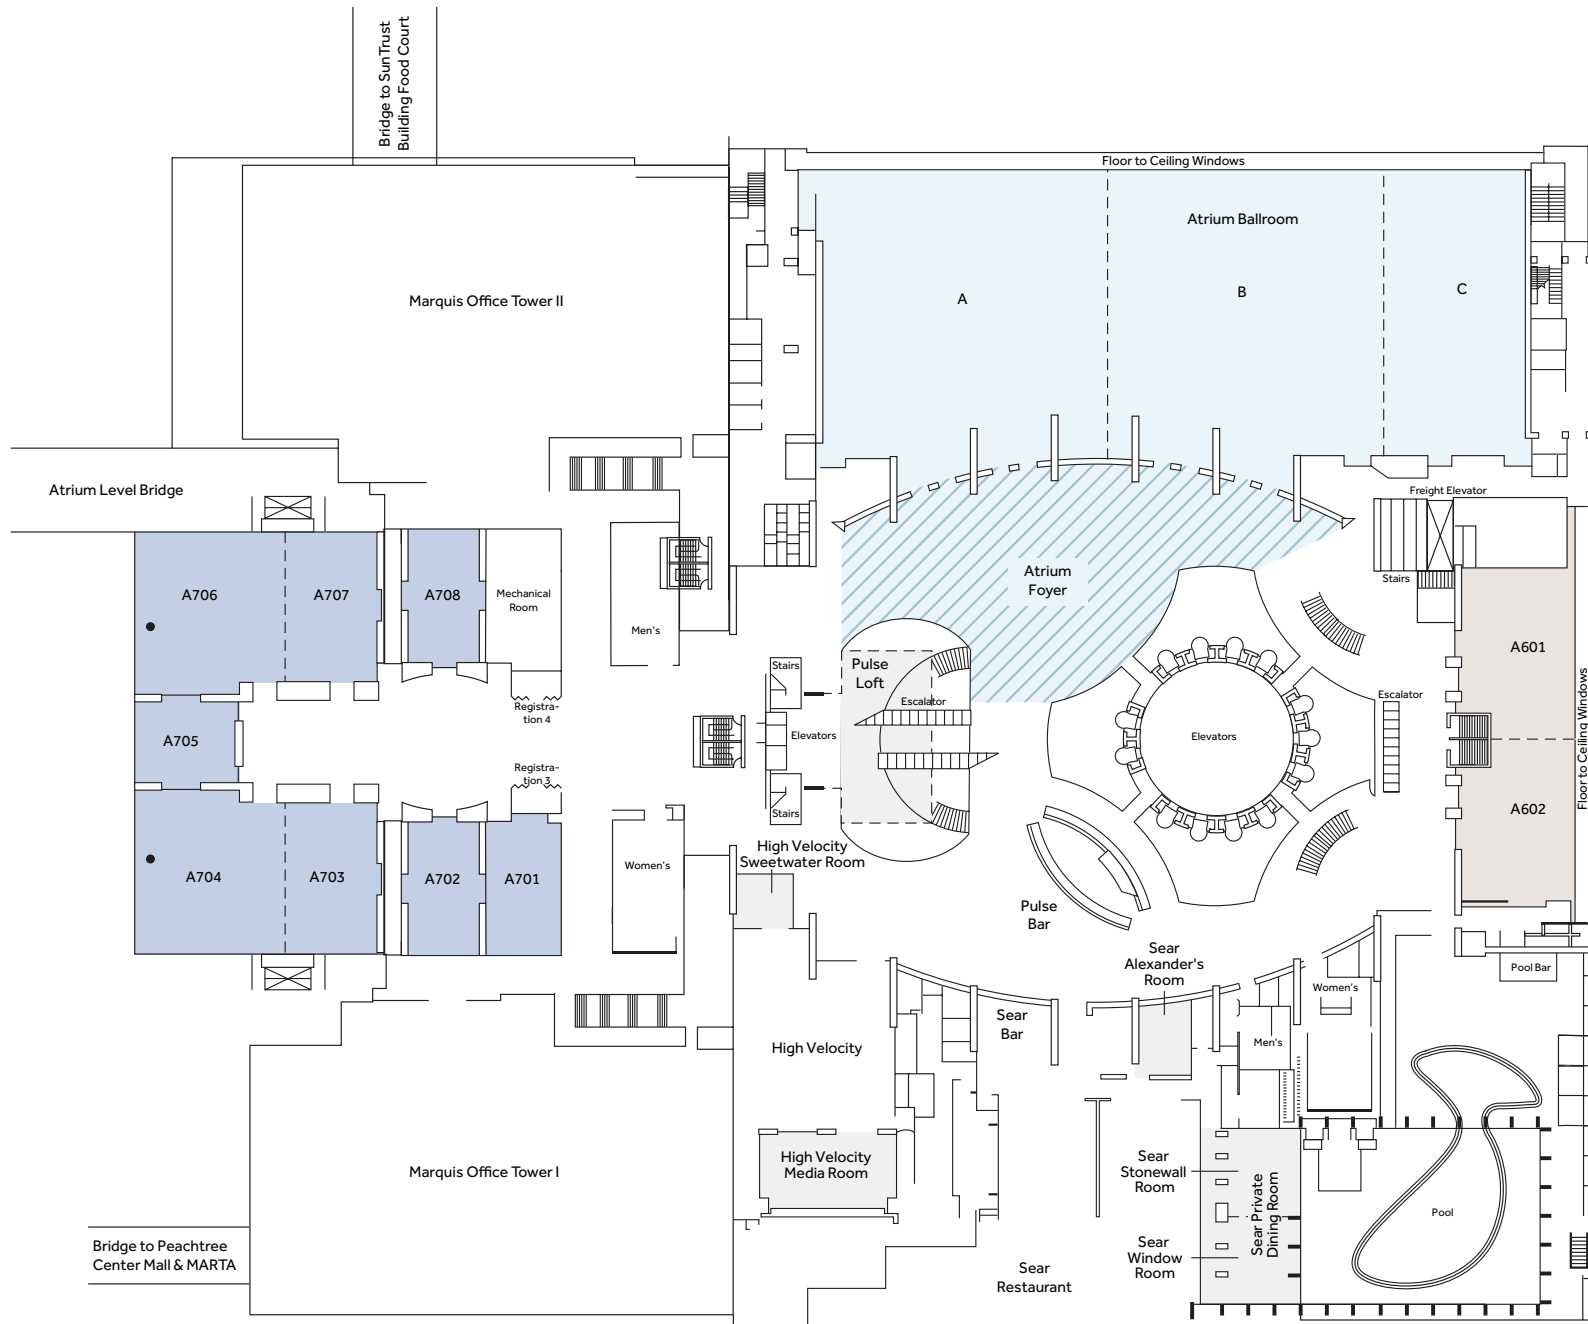 Bridge to SunTrust
Building Food Court
Floor to Ceiling Windows
Atrium Ballroom
Marquis Office Tower II
A
B
C
Atrium Level Bridge
Freight Elevator
Stairs
Atrium
Foyer
A706
A707
A708
Mechanical
Room
Men's
A601
Stairs
Pulse
Loft
Escalator
Escalator
Registra-
tion 4
A705
Elevators
Elevators
Floor to Ceiling Windows
Registra-
tion 3
Stairs
A602
High Velocity
Sweetwater Room
A704
A703
A702
A701
Women's
Pulse
Bar
Sear
Alexander's
Room
Pool Bar
Women's
Sear
Bar
High Velocity
Men's
High Velocity
Media Room
Marquis Office Tower I
Sear
Stonewall
Room
Sear Private
Dining Room
Pool
Bridge to Peachtree
Center Mall & MARTA
Sear
Window
Room
Sear
Restaurant